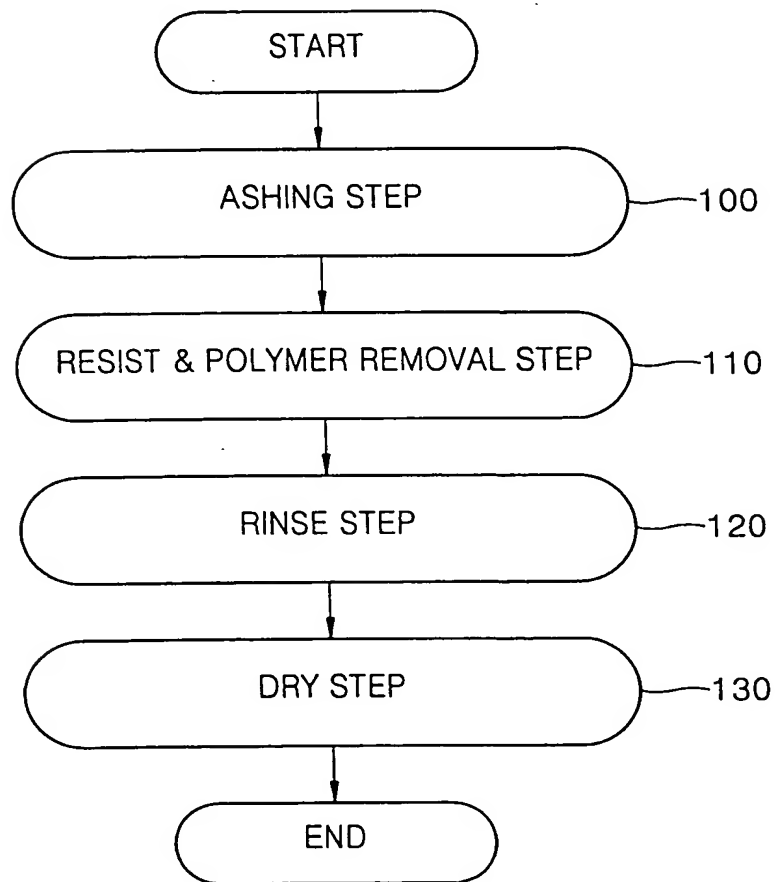 START
ASHING STEP
100
RESIST & POLYMER REMOVAL STEP
110
RINSE STEP
120
DRY STEP
130
END